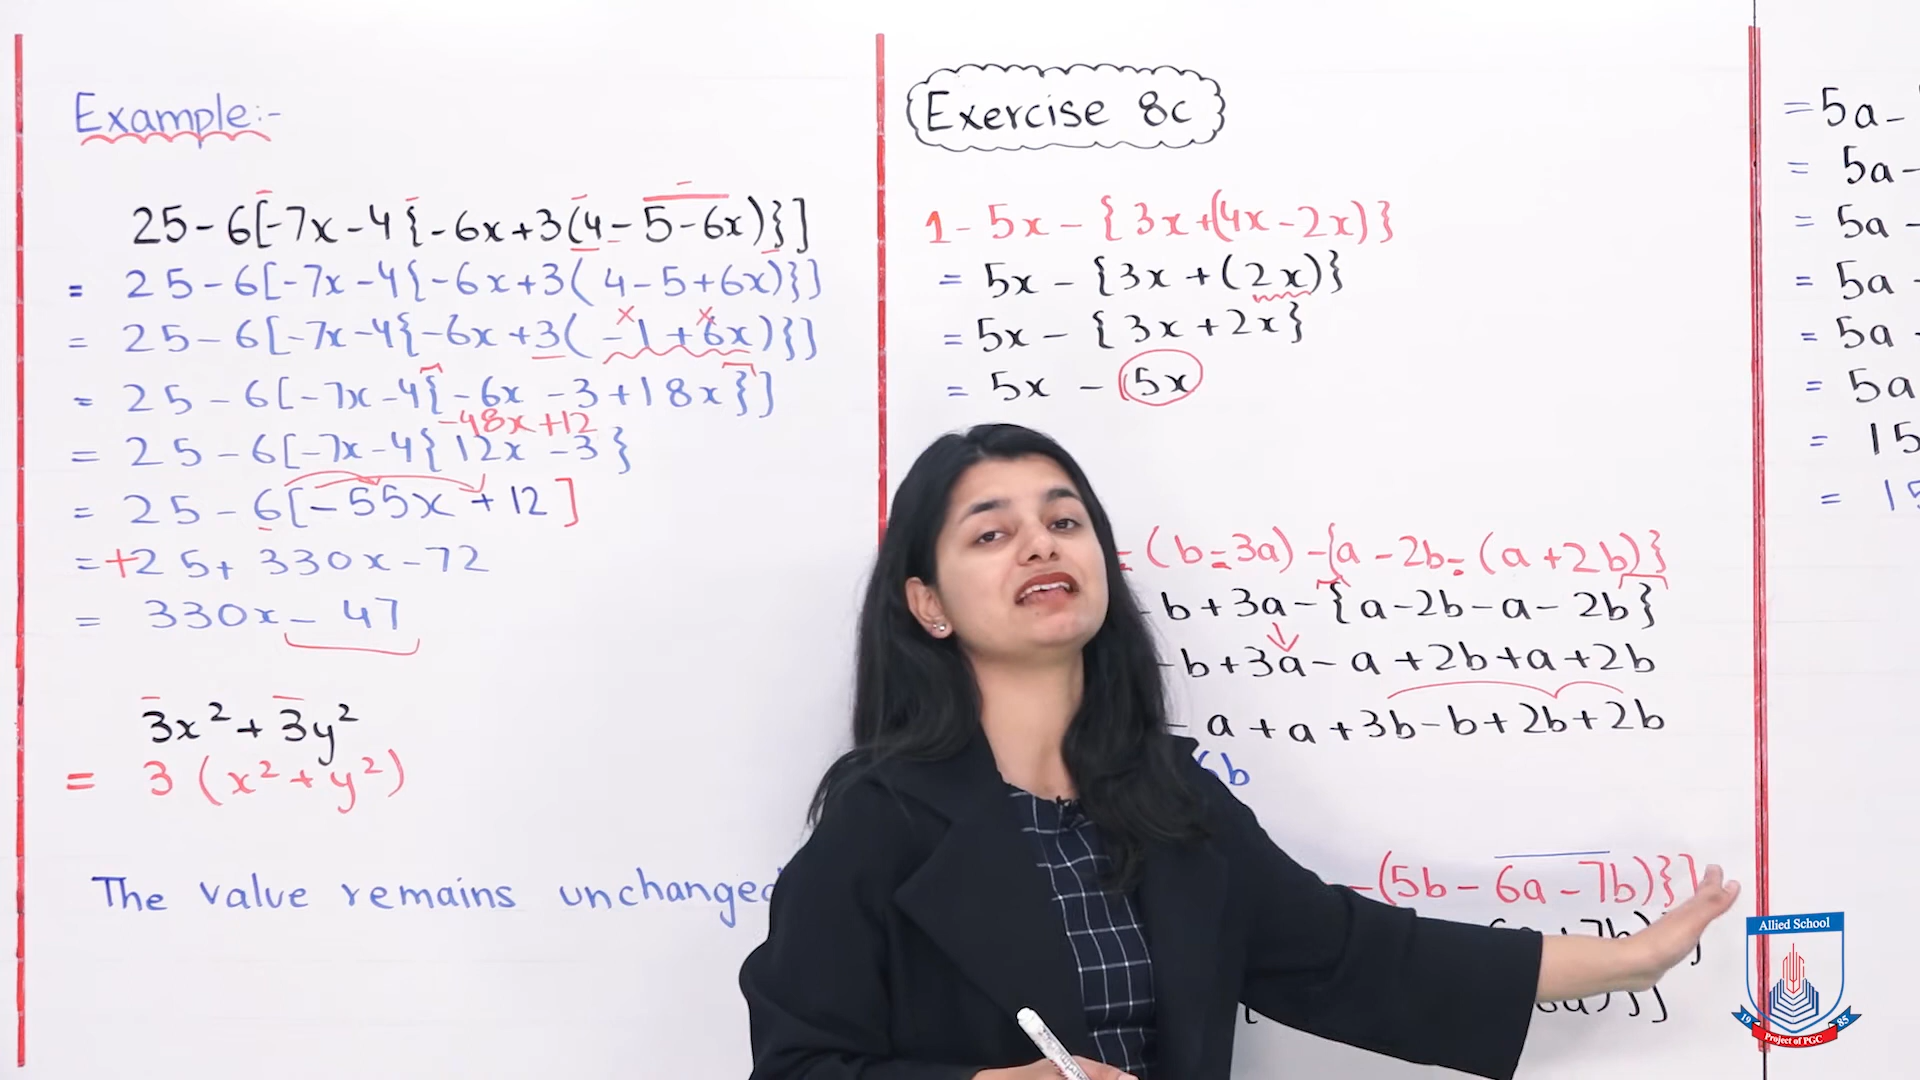 Example:-
25-6[-7x-4{-6x+3(4-5-6x)}]
= 25-6[-7x-4{-6x+3(4-5+6x)}]
= 25-6[-7x-4{-6x+3(-1+6x)}]
= 25-6[-7x-4{-6x-3+18x}]
-48x+12
= 25-6[-7x-4{12x-3}
= 25-6[-55x+12]
=+25+330x-72
= 330x-47
3x²+3y²
= 3(x²+y²)
The value remains unchanged
Exercise 8c
1- 5x-{3x+(4x-2x)}
= 5x-{3x+(2x)}
=5x-{3x+2x}
= 5x-(5x
-(b-3a)-{a-2b-(a+2b)}
-b+3a-{a-2b-a-2b}
-b+3a-a+2b+a+2b
-a+a+3b-b+2b+2b
6b
-(5b-6a-7b)}]
=5a-
= 5a-
= 5a-
= 5a-
= 5a-
= 5a
= 15
= 15
Allied School
19 85
Project of PGC